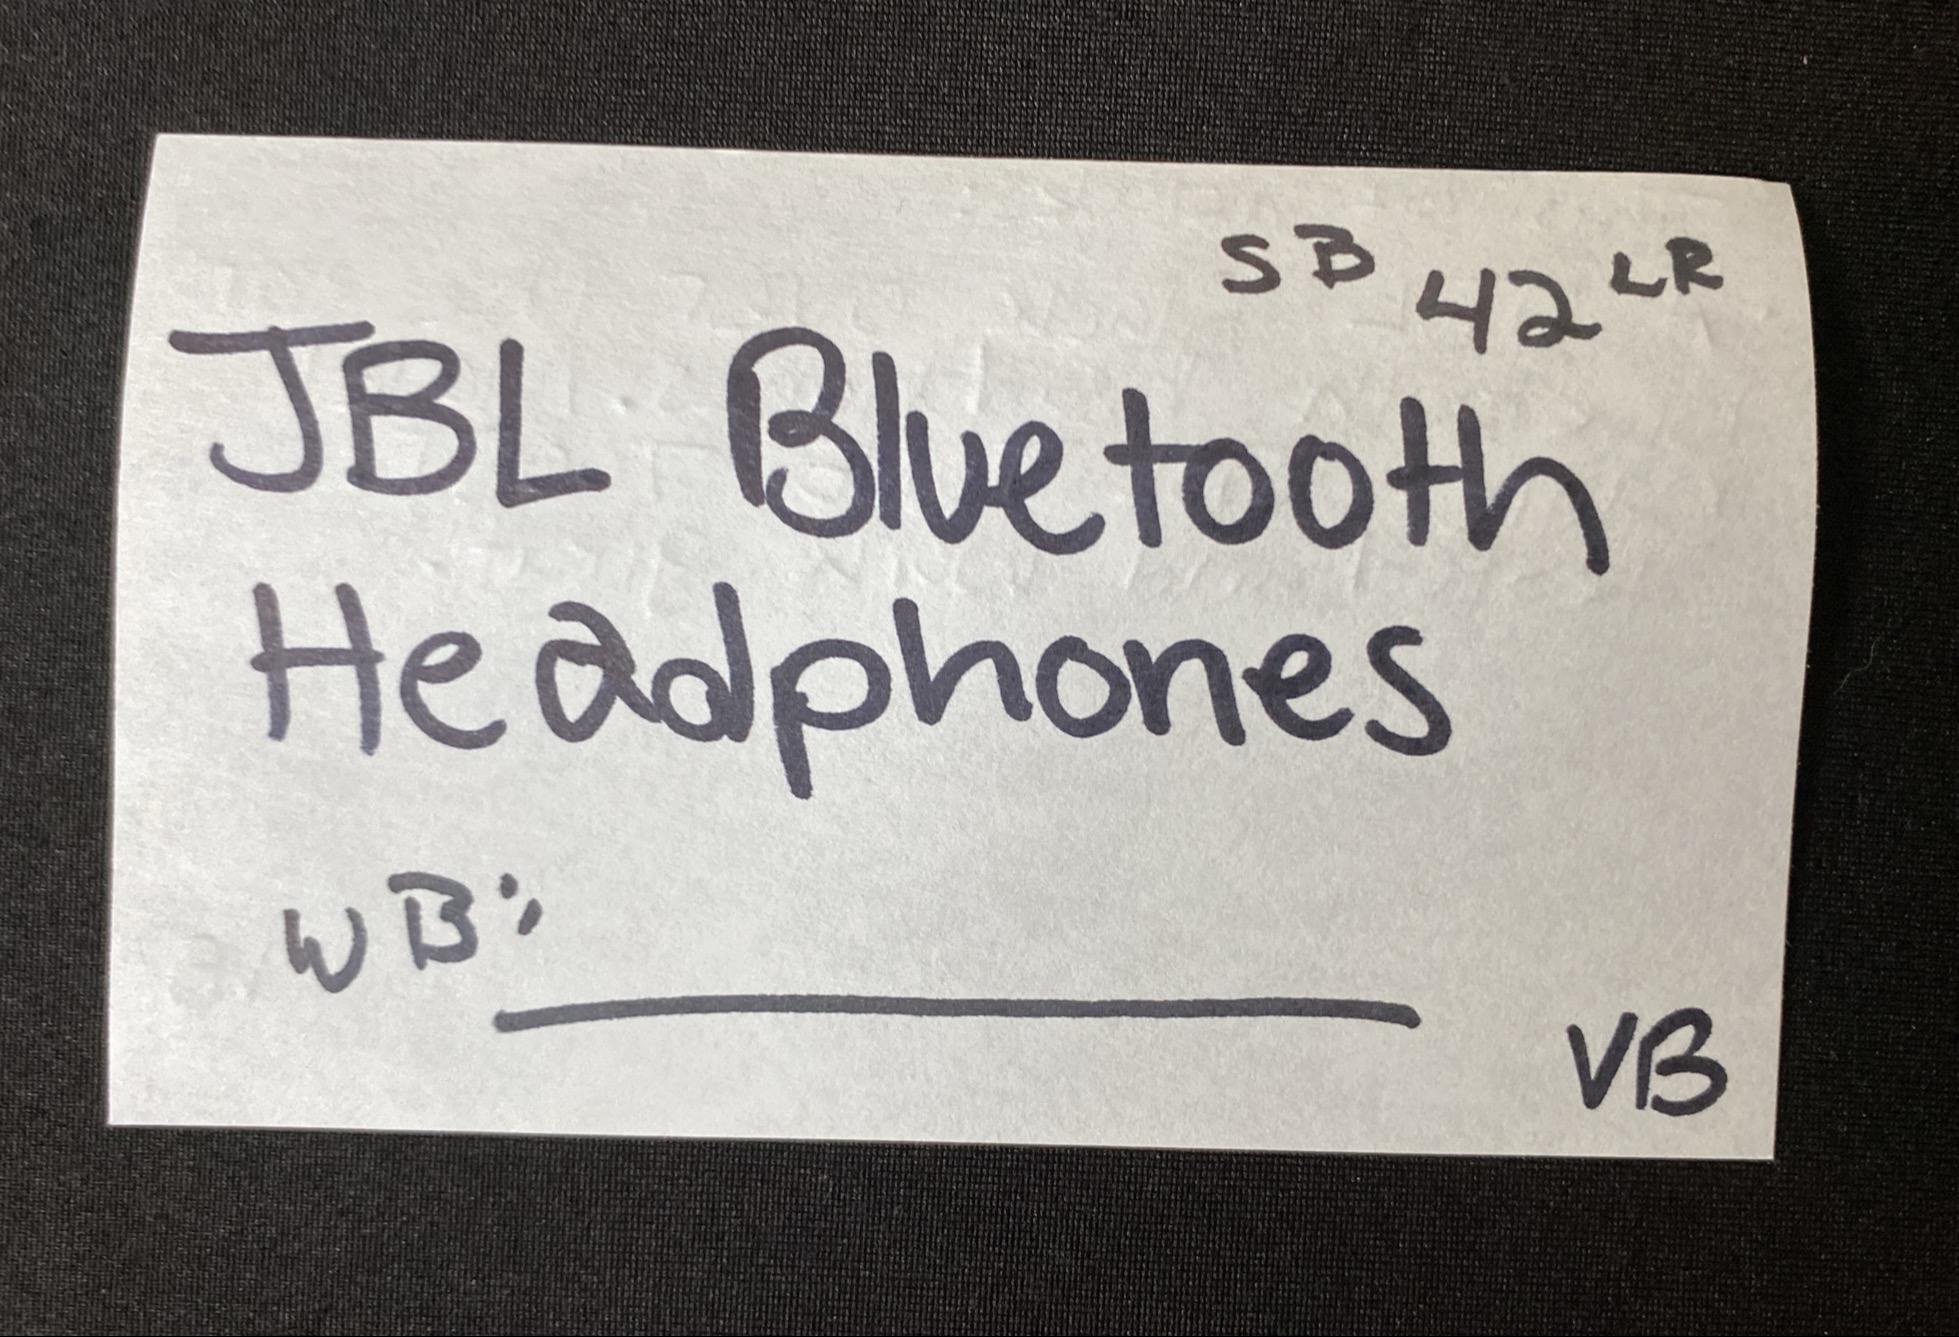 SB 42 LR
JBL Bluetooth
Headphones
WB:
VB